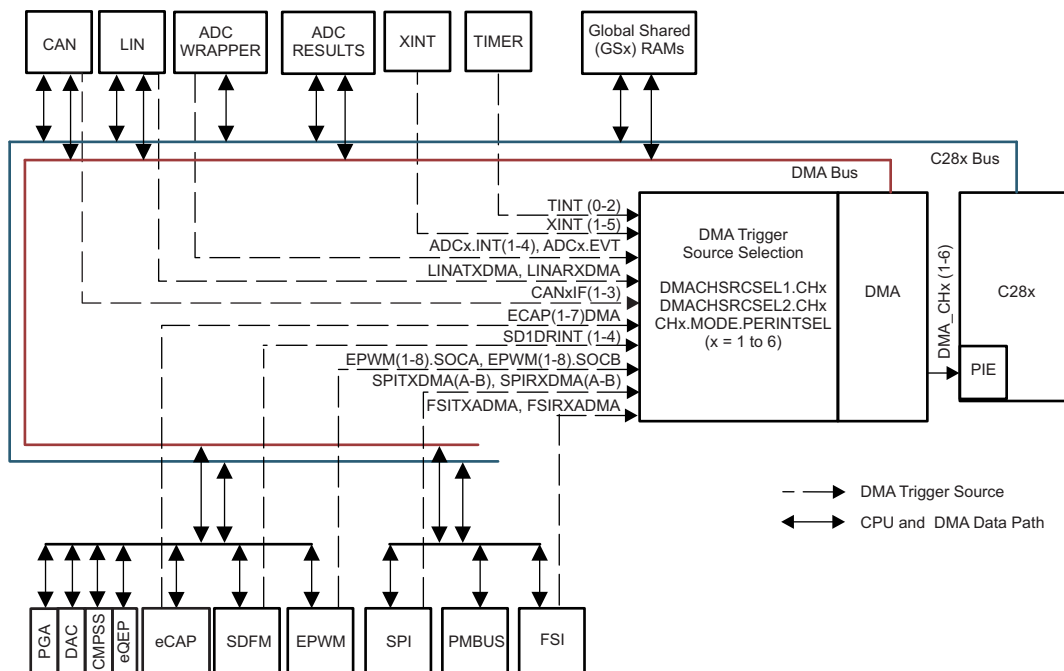 CAN
LIN
ADC
WRAPPER
ADC
RESULTS
XINT
TIMER
Global Shared
(GSx) RAMs
C28x Bus
DMA Bus
TINT (0-2)
XINT (1-5)
ADCx.INT(1-4), ADCx.EVT
LINATXDMA, LINARXDMA
CANxIF(1-3)
ECAP(1-7)DMA
SD1DRINT (1-4)
EPWM(1-8).SOCA, EPWM(1-8).SOCB
SPITXDMA(A-B), SPIRXDMA(A-B)
FSITXADMA, FSIRXADMA
DMA Trigger
Source Selection
DMACHSRCSEL1.CHx
DMACHSRCSEL2.CHx
CHx.MODE.PERINTSEL
(x = 1 to 6)
DMA
DMA_CHx (1-6)
C28x
PIE
DMA Trigger Source
CPU and DMA Data Path
PGA
DAC
CMPSS
eQEP
eCAP
SDFM
EPWM
SPI
PMBUS
FSI